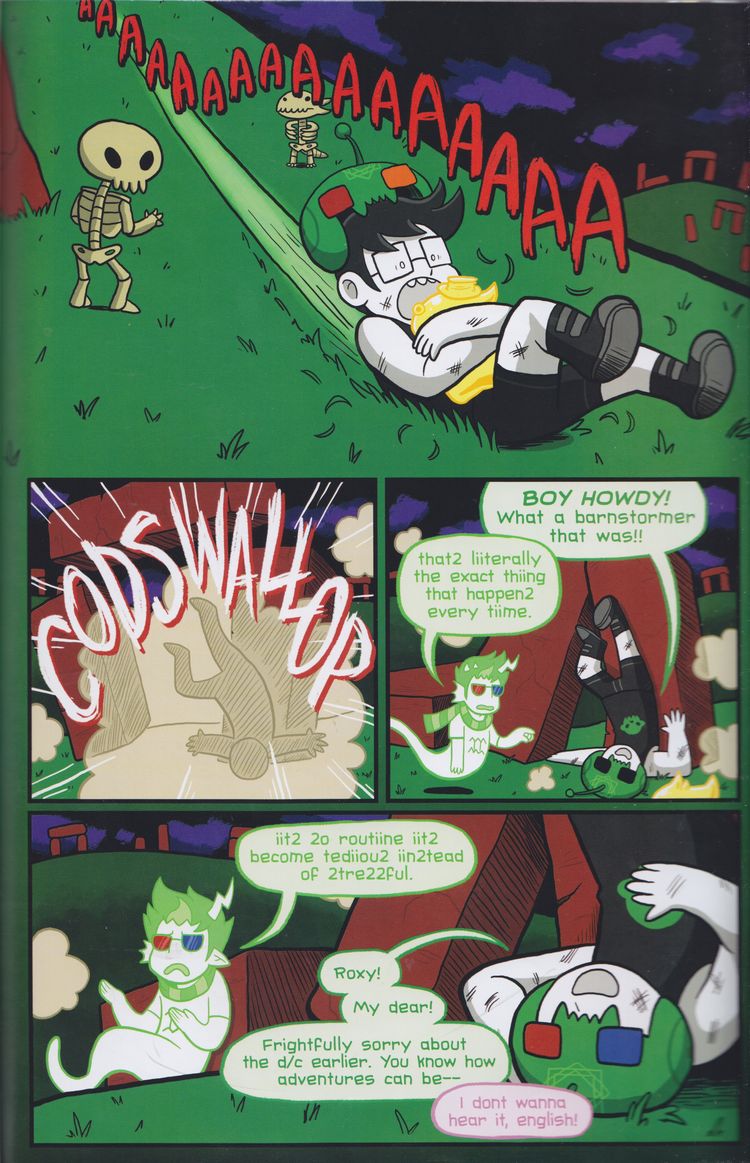 AAAAAAAAAAAAAAAA
CODSWALLOP
BOY HOWDY!
What a barnstormer
that was!!
that2 liiterally
the exact thiing
that happen2
every tiime.
iit2 2o routiine iit2
become tediiou2 iin2tead
of 2tre22ful.
Roxy!
My dear!
Frightfully sorry about
the d/c earlier. You know how
adventures can be--
I dont wanna
hear it, english!